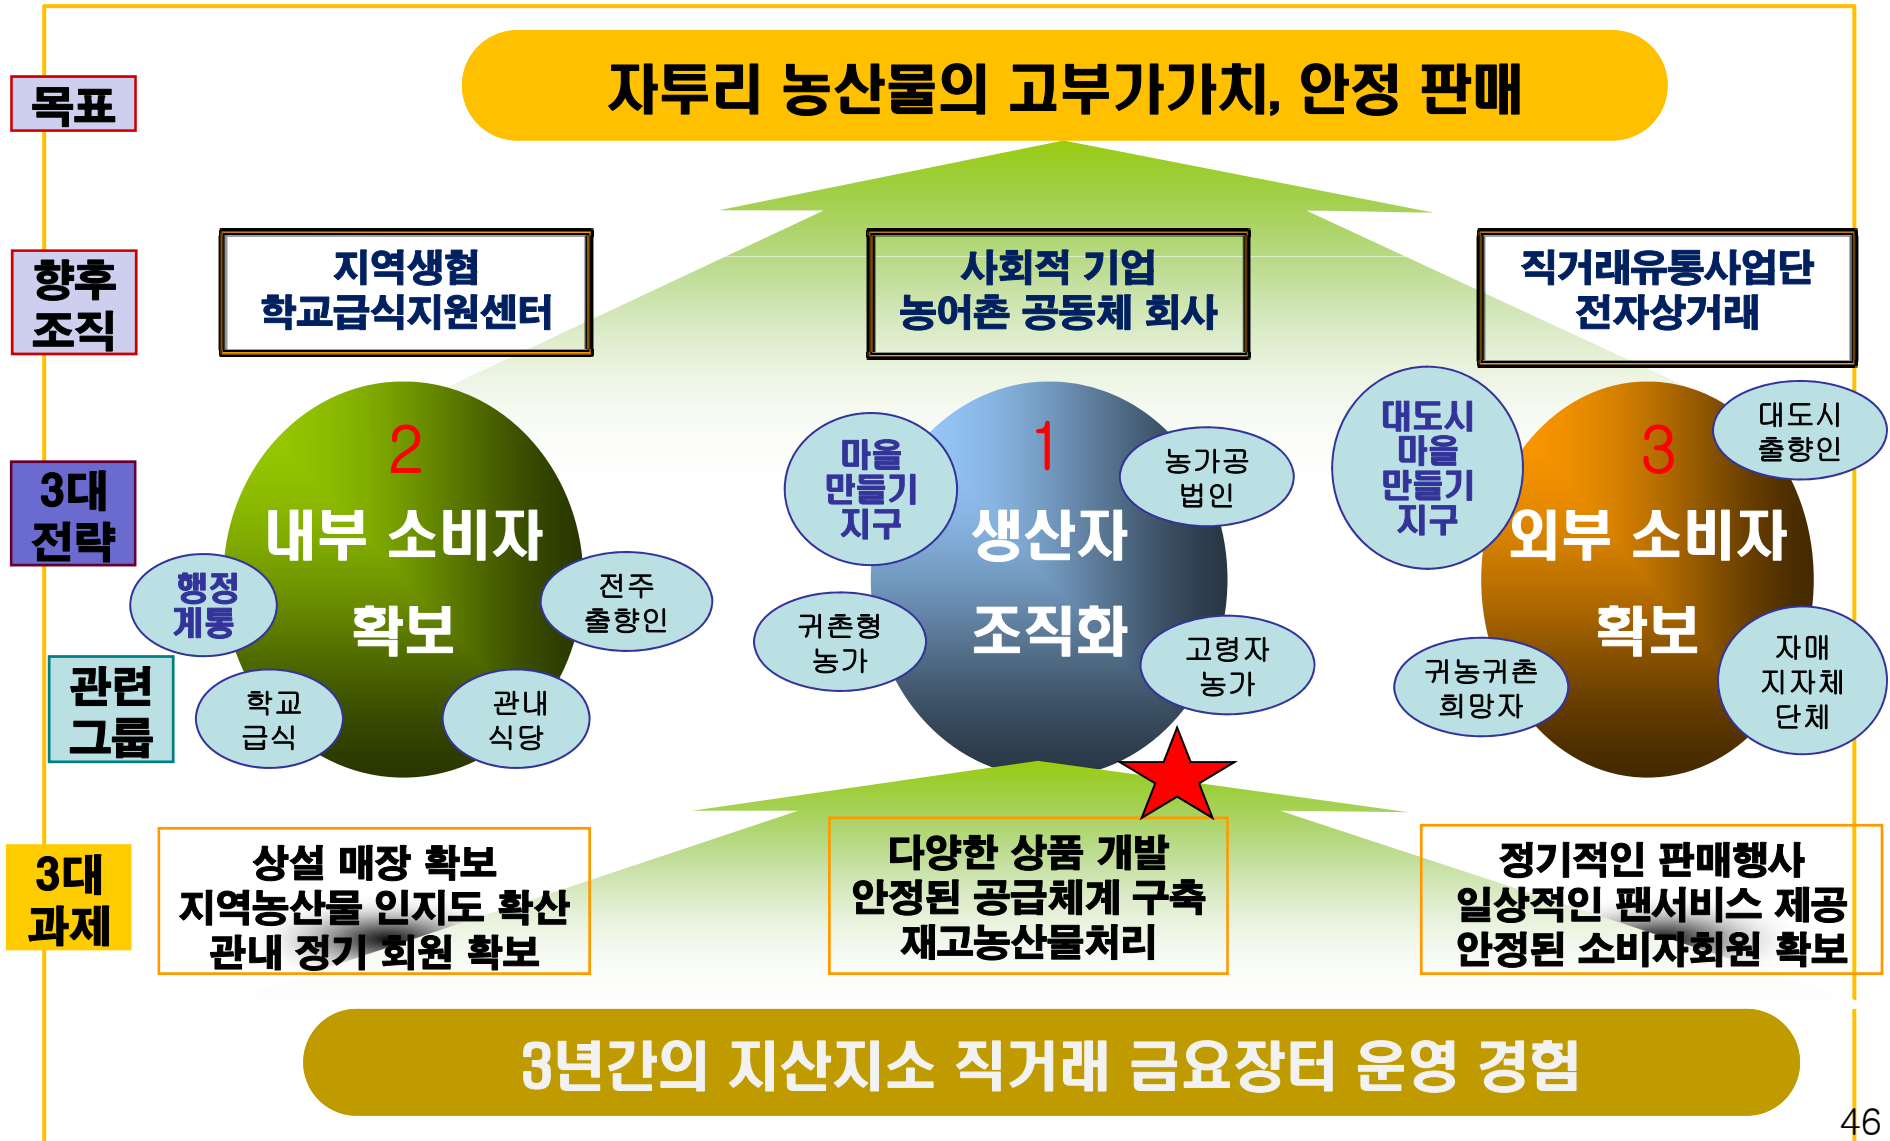 목표
자투리 농산물의 고부가가치, 안정 판매
향후
조직
지역생협
학교급식지원센터
사회적 기업
농어촌 공동체 회사
직거래유통사업단
전자상거래
3대
전략
2
내부 소비자
확보
1
생산자
조직화
3
외부 소비자
확보
관련
그룹
행정
계통
학교
급식
관내
식당
전주
출향인
마을
만들기
지구
농가공
법인
귀촌형
농가
고령자
농가
대도시
마을
만들기
지구
대도시
출향인
귀농귀촌
희망자
자매
지자체
단체
3대
과제
상설 매장 확보
지역농산물 인지도 확산
관내 정기 회원 확보
다양한 상품 개발
안정된 공급체계 구축
재고농산물처리
정기적인 판매행사
일상적인 팬서비스 제공
안정된 소비자회원 확보
3년간의 지산지소 직거래 금요장터 운영 경험
46